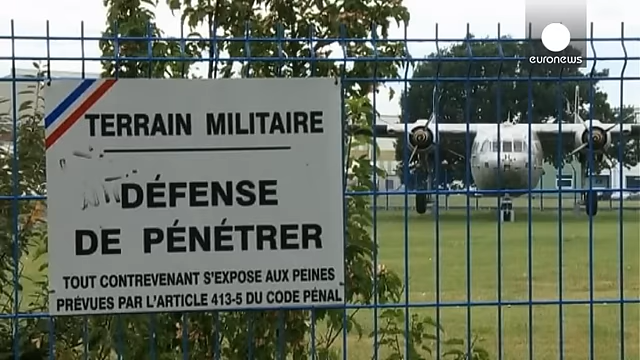 euronews
TERRAIN MILITAIRE
DÉFENSE
DE PÉNÉTRER
TOUT CONTREVENANT S'EXPOSE AUX PEINES
PRÉVUES PAR L'ARTICLE 413-5 DU CODE PÉNAL